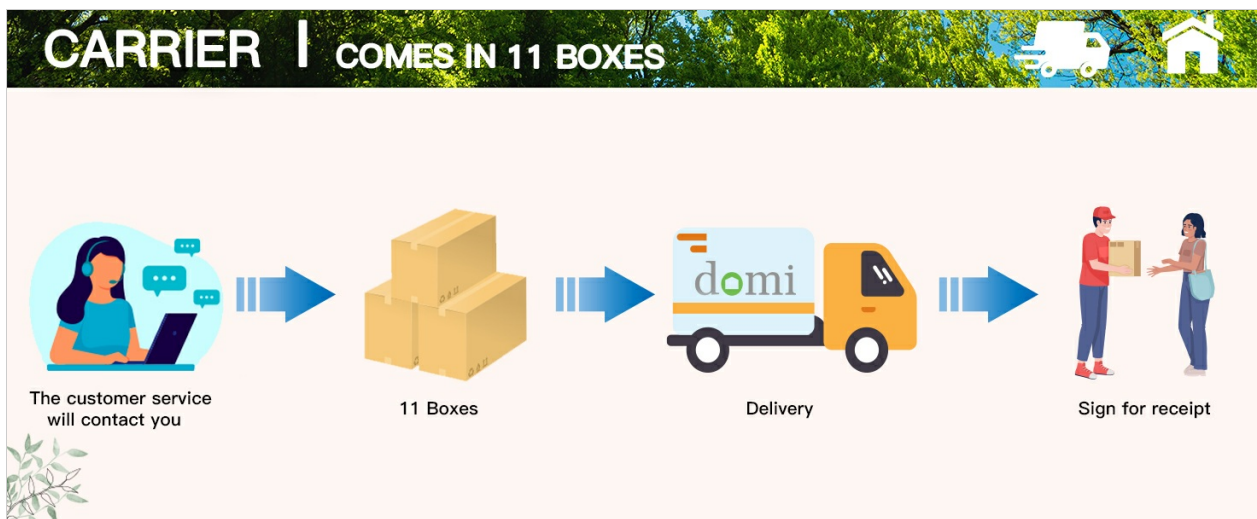 CARRIER | COMES IN 11 BOXES
domi
The customer service
will contact you
11 Boxes
Delivery
Sign for receipt